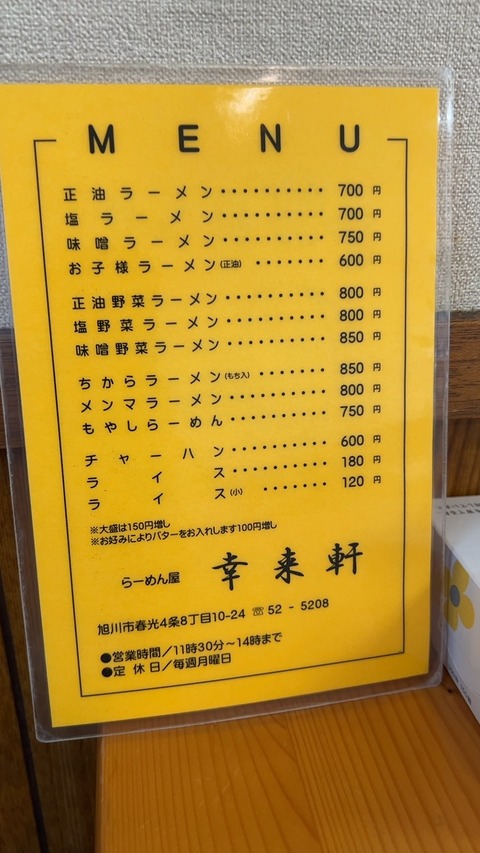 MENU
正油ラーメン・・・・・・・・・・700円
塩ラーメン・・・・・・・・・・700円
味噌ラーメン・・・・・・・・・・750円
お子様ラーメン(正油)・・・・・・・600円
正油野菜ラーメン・・・・・・・・・・800円
塩野菜ラーメン・・・・・・・・・・800円
味噌野菜ラーメン・・・・・・・・・・850円
ちからラーメン(もち入)・・・・・・・850円
メンマラーメン・・・・・・・・・・800円
もやしらーめん・・・・・・・・・・750円
チャーハン・・・・・・・・・・600円
ライス・・・・・・・・・・180円
ライス(小)・・・・・・・120円
※大盛は150円増し
※お好みによりバターをお入れします100円増し
らーめん屋 幸来軒
旭川市春光4条8丁目10-24 ☏52-5208
●営業時間/11時30分〜14時まで
●定休日/毎週月曜日